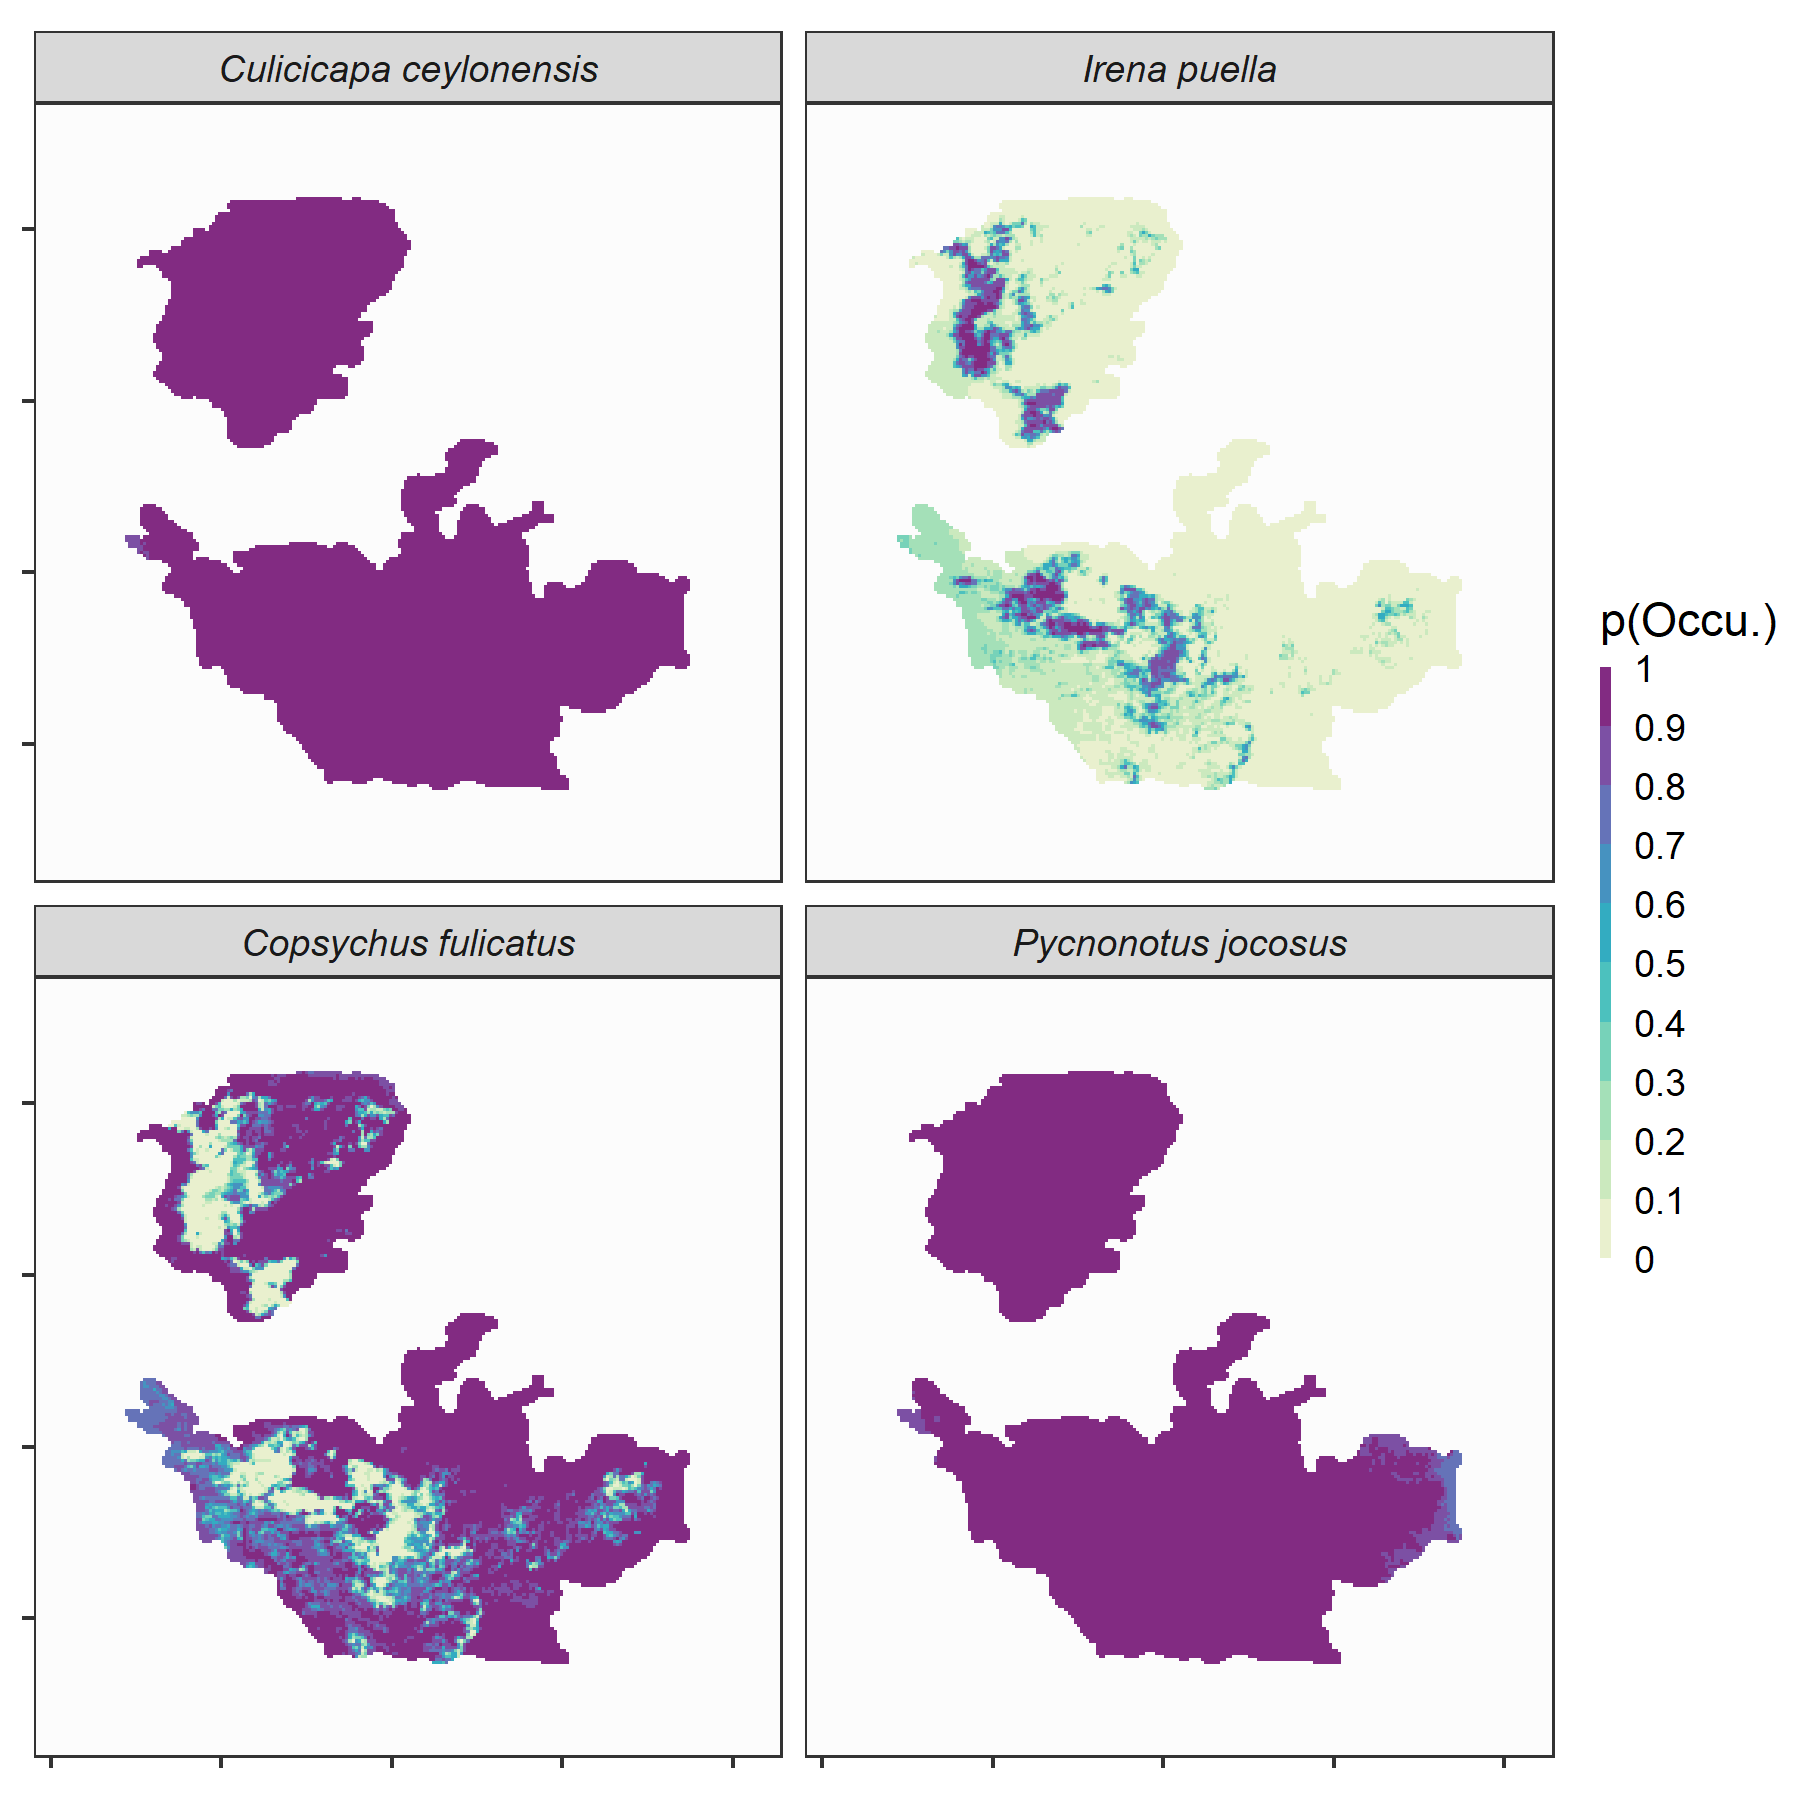 Culicicapa ceylonensis
Irena puella
Copsychus fulicatus
Pycnonotus jocosus
p(Occu.)
1
0.9
0.8
0.7
0.6
0.5
0.4
0.3
0.2
0.1
0